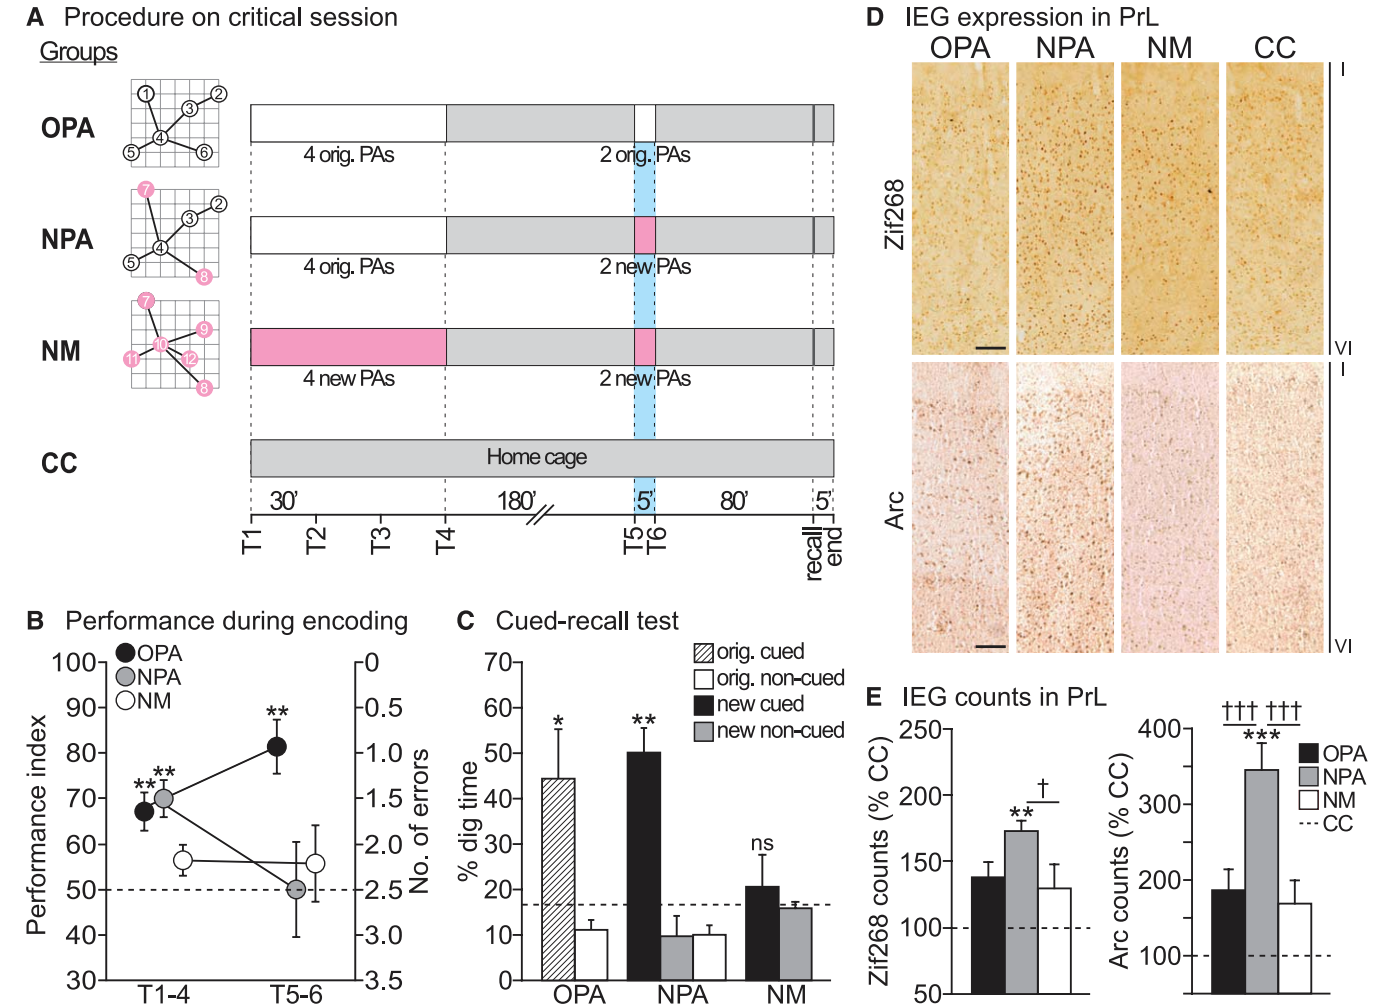 A Procedure on critical session
Groups
OPA
1
2
3
4
5
6
4 orig. PAs
2 orig. PAs
NPA
7
2
3
4
5
8
4 orig. PAs
2 new PAs
NM
7
9
10
11
12
8
4 new PAs
2 new PAs
CC
Home cage
30' 180' 5' 80' 5'
T1 T2 T3 T4 T5 T6 recall end
B Performance during encoding
OPA
NPA
NM
Performance index
100
90
80
70
60
50
40
30
0
0.5
1.0
1.5
2.0
2.5
3.0
3.5
No. of errors
** ** **
T1-4 T5-6
C Cued-recall test
% dig time
70
60
50
40
30
20
10
0
orig. cued
orig. non-cued
new cued
new non-cued
* ** ns
OPA NPA NM
D IEG expression in PrL
OPA NPA NM CC
Zif268
I
VI
Arc
I
VI
E IEG counts in PrL
Zif268 counts (% CC)
250
200
150
100
50
** †
Arc counts (% CC)
400
300
200
100
††† †††
***
OPA
NPA
NM
CC